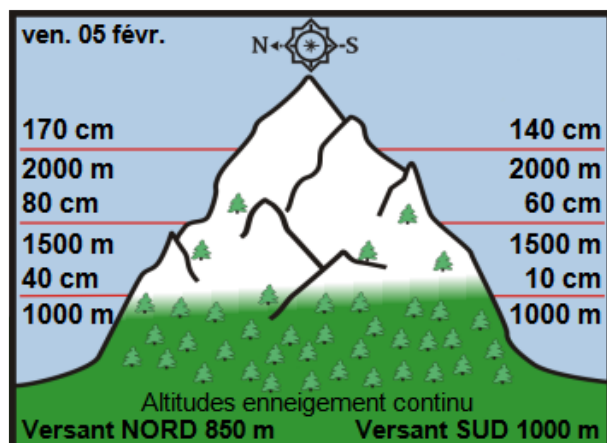 ven. 05 févr.
N S
170 cm 140 cm
2000 m 2000 m
80 cm 60 cm
1500 m 1500 m
40 cm 10 cm
1000 m 1000 m
Altitudes enneigement continu
Versant NORD 850 m Versant SUD 1000 m